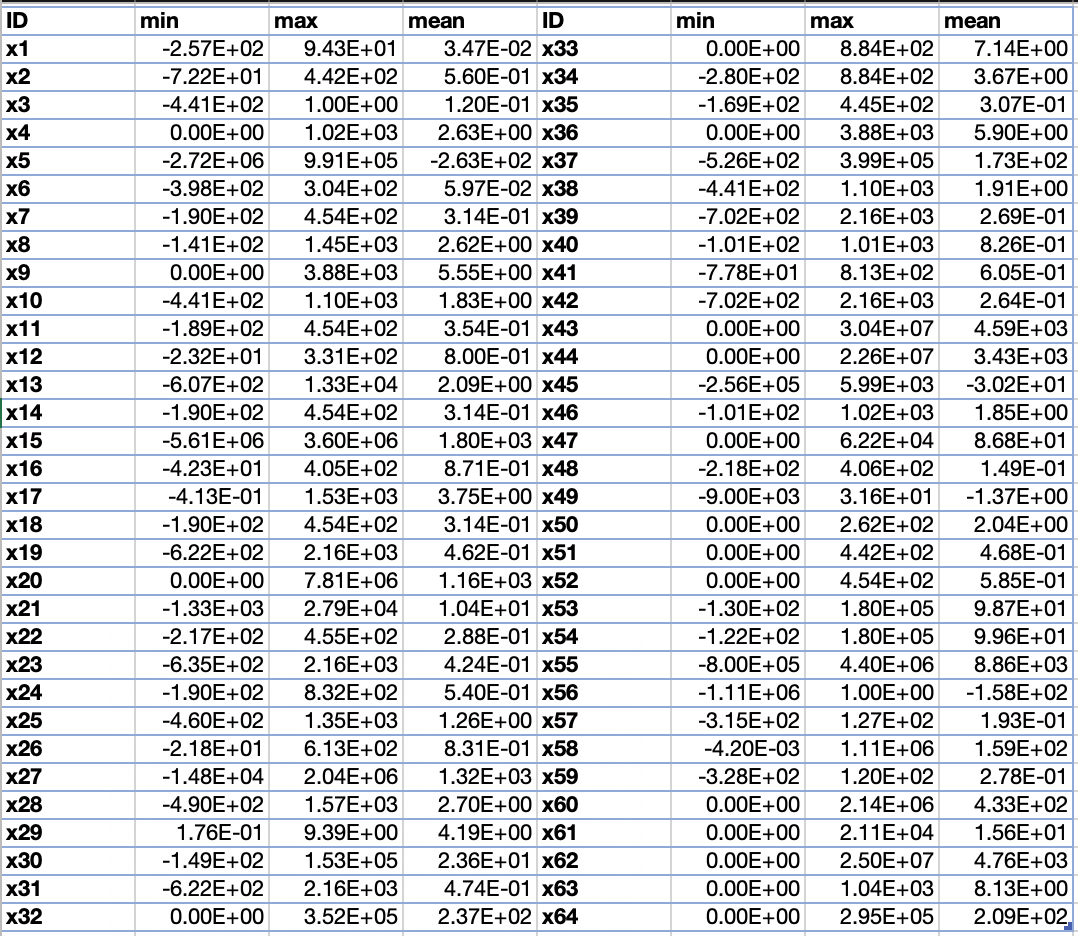 ID min max mean ID min max mean
x1 -2.57E+02 9.43E+01 3.47E-02 x33 0.00E+00 8.84E+02 7.14E+00
x2 -7.22E+01 4.42E+02 5.60E-01 x34 -2.80E+02 8.84E+02 3.67E+00
x3 -4.41E+02 1.00E+00 1.20E-01 x35 -1.69E+02 4.45E+02 3.07E-01
x4 0.00E+00 1.02E+03 2.63E+00 x36 0.00E+00 3.88E+03 5.90E+00
x5 -2.72E+06 9.91E+05 -2.63E+02 x37 -5.26E+02 3.99E+05 1.73E+02
x6 -3.98E+02 3.04E+02 5.97E-02 x38 -4.41E+02 1.10E+03 1.91E+00
x7 -1.90E+02 4.54E+02 3.14E-01 x39 -7.02E+02 2.16E+03 2.69E-01
x8 -1.41E+02 1.45E+03 2.62E+00 x40 -1.01E+02 1.01E+03 8.26E-01
x9 0.00E+00 3.88E+03 5.55E+00 x41 -7.78E+01 8.13E+02 6.05E-01
x10 -4.41E+02 1.10E+03 1.83E+00 x42 -7.02E+02 2.16E+03 2.64E-01
x11 -1.89E+02 4.54E+02 3.54E-01 x43 0.00E+00 3.04E+07 4.59E+03
x12 -2.32E+01 3.31E+02 8.00E-01 x44 0.00E+00 2.26E+07 3.43E+03
x13 -6.07E+02 1.33E+04 2.09E+00 x45 -2.56E+05 5.99E+03 -3.02E+01
x14 -1.90E+02 4.54E+02 3.14E-01 x46 -1.01E+02 1.02E+03 1.85E+00
x15 -5.61E+06 3.60E+06 1.80E+03 x47 0.00E+00 6.22E+04 8.68E+01
x16 -4.23E+01 4.05E+02 8.71E-01 x48 -2.18E+02 4.06E+02 1.49E-01
x17 -4.13E-01 1.53E+03 3.75E+00 x49 -9.00E+03 3.16E+01 -1.37E+00
x18 -1.90E+02 4.54E+02 3.14E-01 x50 0.00E+00 2.62E+02 2.04E+00
x19 -6.22E+02 2.16E+03 4.62E-01 x51 0.00E+00 4.42E+02 4.68E-01
x20 0.00E+00 7.81E+06 1.16E+03 x52 0.00E+00 4.54E+02 5.85E-01
x21 -1.33E+03 2.79E+04 1.04E+01 x53 -1.30E+02 1.80E+05 9.87E+01
x22 -2.17E+02 4.55E+02 2.88E-01 x54 -1.22E+02 1.80E+05 9.96E+01
x23 -6.35E+02 2.16E+03 4.24E-01 x55 -8.00E+05 4.40E+06 8.86E+03
x24 -1.90E+02 8.32E+02 5.40E-01 x56 -1.11E+06 1.00E+00 -1.58E+02
x25 -4.60E+02 1.35E+03 1.26E+00 x57 -3.15E+02 1.27E+02 1.93E-01
x26 -2.18E+01 6.13E+02 8.31E-01 x58 -4.20E-03 1.11E+06 1.59E+02
x27 -1.48E+04 2.04E+06 1.32E+03 x59 -3.28E+02 1.20E+02 2.78E-01
x28 -4.90E+02 1.57E+03 2.70E+00 x60 0.00E+00 2.14E+06 4.33E+02
x29 1.76E-01 9.39E+00 4.19E+00 x61 0.00E+00 2.11E+04 1.56E+01
x30 -1.49E+02 1.53E+05 2.36E+01 x62 0.00E+00 2.50E+07 4.76E+03
x31 -6.22E+02 2.16E+03 4.74E-01 x63 0.00E+00 1.04E+03 8.13E+00
x32 0.00E+00 3.52E+05 2.37E+02 x64 0.00E+00 2.95E+05 2.09E+02